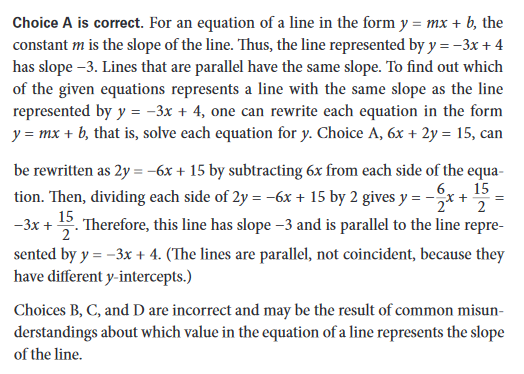 Choice A is correct. For an equation of a line in the form y = mx + b, the
constant m is the slope of the line. Thus, the line represented by y = −3x + 4
has slope −3. Lines that are parallel have the same slope. To find out which
of the given equations represents a line with the same slope as the line
represented by y = −3x + 4, one can rewrite each equation in the form
y = mx + b, that is, solve each equation for y. Choice A, 6x + 2y = 15, can
be rewritten as 2y = −6x + 15 by subtracting 6x from each side of the equa-
tion. Then, dividing each side of 2y = −6x + 15 by 2 gives y = −6/2x + 15/2 =
−3x + 15/2. Therefore, this line has slope −3 and is parallel to the line repre-
sented by y = −3x + 4. (The lines are parallel, not coincident, because they
have different y-intercepts.)
Choices B, C, and D are incorrect and may be the result of common misun-
derstandings about which value in the equation of a line represents the slope
of the line.